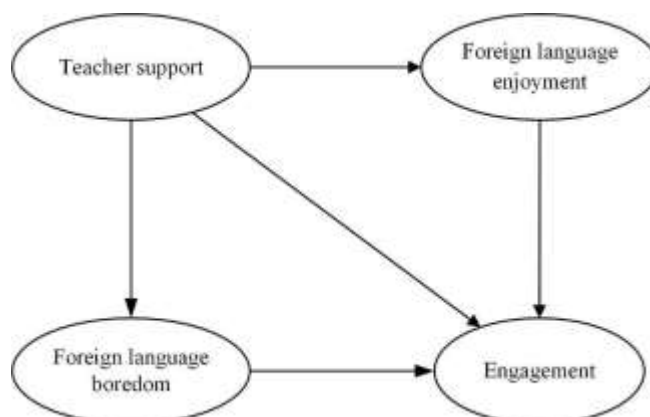 Teacher support
Foreign language
enjoyment
Foreign language
boredom
Engagement